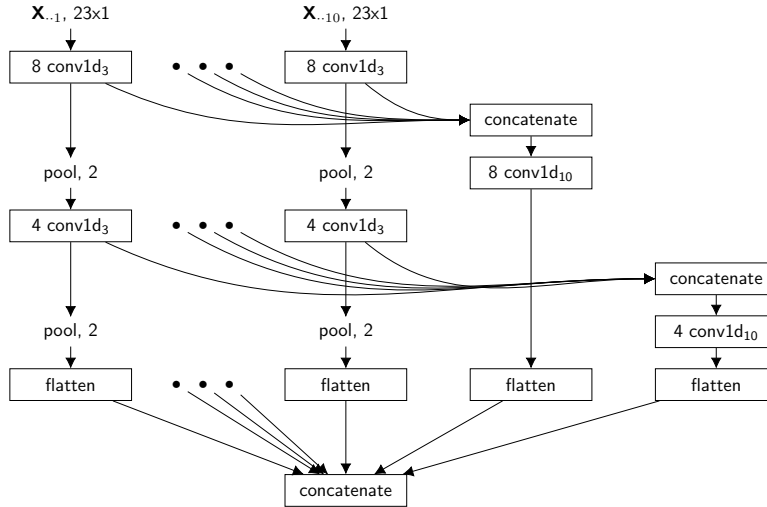 X..1, 23x1
X..10, 23x1
8 conv1d3
8 conv1d3
concatenate
pool, 2
pool, 2
8 conv1d10
4 conv1d3
4 conv1d3
concatenate
pool, 2
pool, 2
4 conv1d10
flatten
flatten
flatten
flatten
concatenate